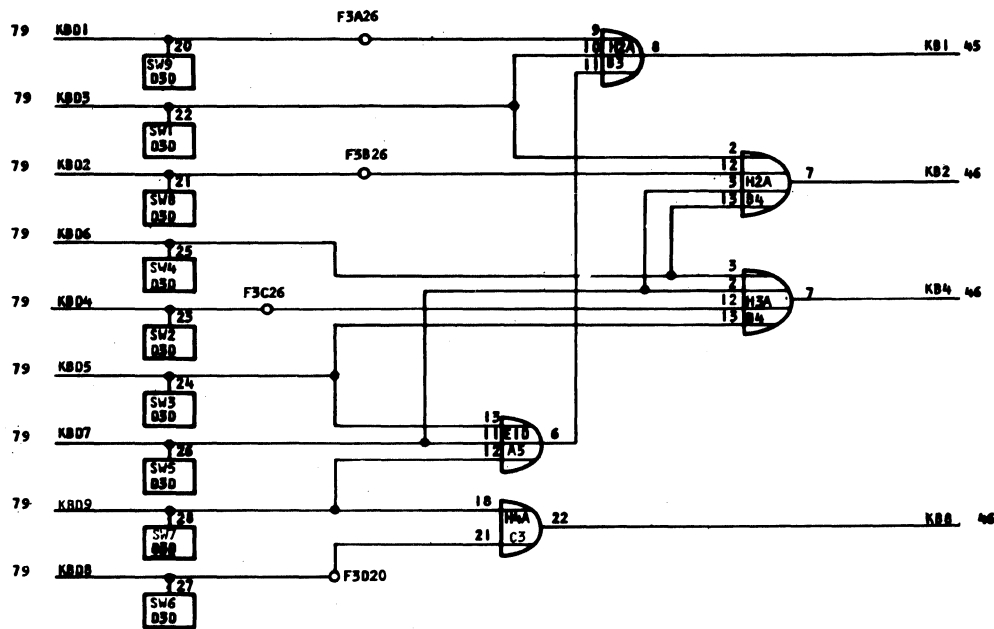 F3A26
79 KBD1 9
20 10 H2A 8 KB1 45
SW9 11 B3
D3D
79 KBD3
22
SW1
D3D
F3B26
79 KBD2 2
21 12 7 KB2 46
SW8 3 H2A
D3D 13 B4
79 KBD6
25 3
SW4 2
D3D
F3C26
79 KBD4 12 H3A 7 KB4 46
23 13 B4
SW2
D3D
79 KBD5
24
SW3
D3D
13
79 KBD7 11 E1D 6
26 12 A3
SW5
D3D
79 KBD9 18
28 H4A 22 KB8 46
SW7 21 C3
D3D
79 KBD8 F3D20
27
SW6
D3D